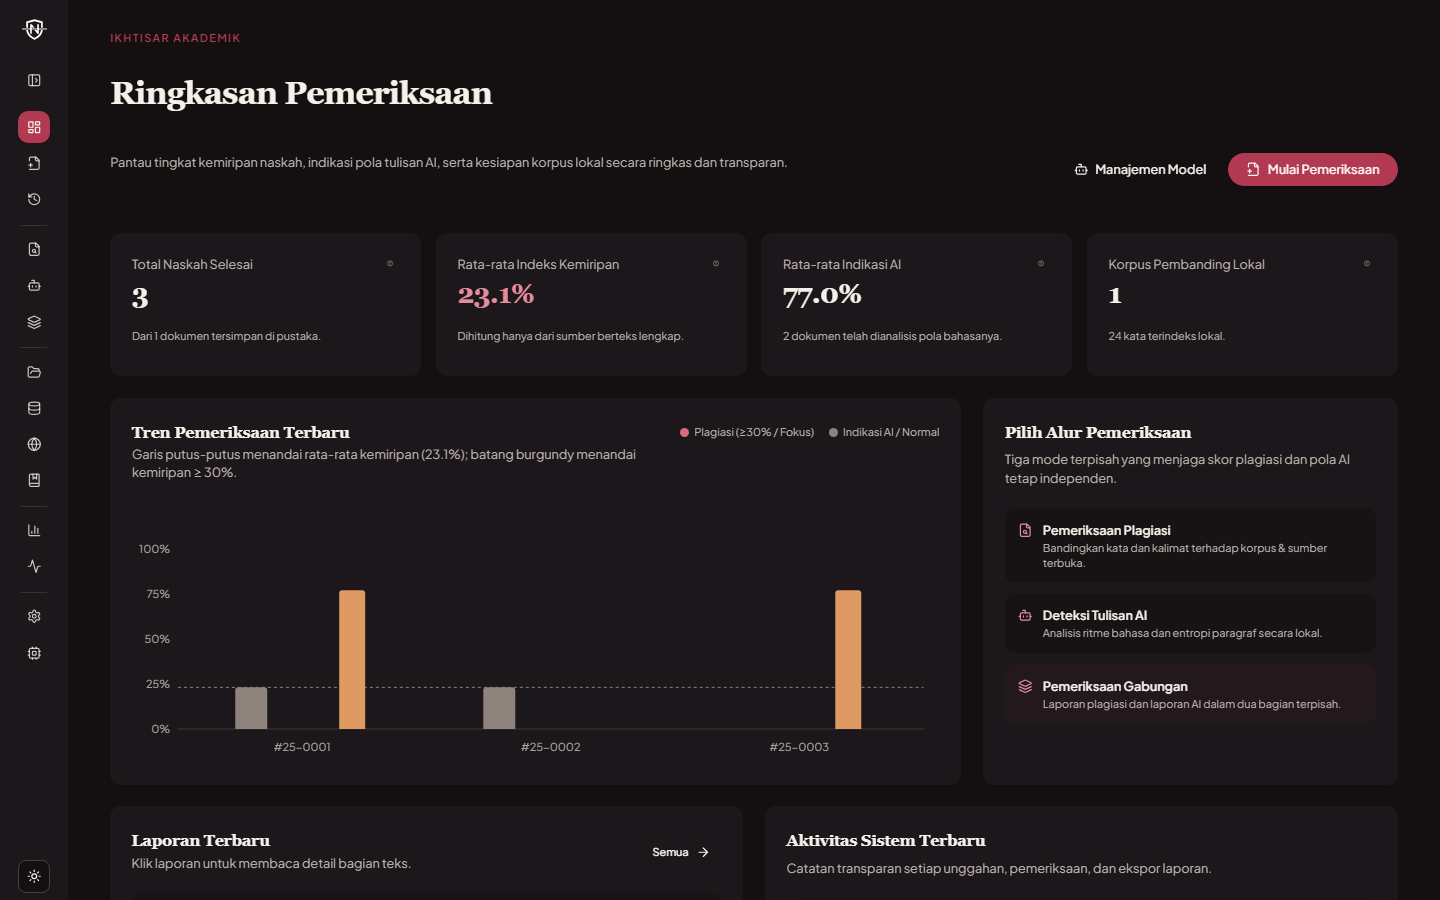 IKHTISAR AKADEMIK
Ringkasan Pemeriksaan
Pantau tingkat kemiripan naskah, indikasi pola tulisan AI, serta kesiapan korpus lokal secara ringkas dan transparan.
Manajemen Model
Mulai Pemeriksaan
Total Naskah Selesai
3
Dari 1 dokumen tersimpan di pustaka.
Rata-rata Indeks Kemiripan
23.1%
Dihitung hanya dari sumber berteks lengkap.
Rata-rata Indikasi AI
77.0%
2 dokumen telah dianalisis pola bahasanya.
Korpus Pembanding Lokal
1
24 kata terindeks lokal.
Tren Pemeriksaan Terbaru
Garis putus-putus menandai rata-rata kemiripan (23.1%); batang burgundy menandai
kemiripan ≥ 30%.
Plagiasi (≥30% / Fokus)
Indikasi AI / Normal
100%
75%
50%
25%
0%
#25-0001
#25-0002
#25-0003
Pilih Alur Pemeriksaan
Tiga mode terpisah yang menjaga skor plagiasi dan pola AI
tetap independen.
Pemeriksaan Plagiasi
Bandingkan kata dan kalimat terhadap korpus & sumber
terbuka.
Deteksi Tulisan AI
Analisis ritme bahasa dan entropi paragraf secara lokal.
Pemeriksaan Gabungan
Laporan plagiasi dan laporan AI dalam dua bagian terpisah.
Laporan Terbaru
Klik laporan untuk membaca detail bagian teks.
Semua
Aktivitas Sistem Terbaru
Catatan transparan setiap unggahan, pemeriksaan, dan ekspor laporan.